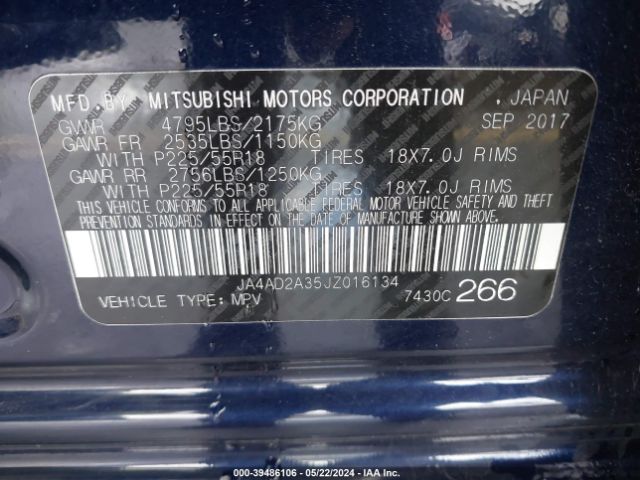 MFD.BY MITSUBISHI MOTORS CORPORATION . JAPAN
GVWR 4795LBS/2175KG SEP 2017
GAWR FR 2535LBS/1150KG
WITH P225/55R18 TIRES 18X7.0J RIMS
GAWR RR 2756LBS/1250KG
WITH P225/55R18 TIRES 18X7.0J RIMS
THIS VEHICLE CONFORMS TO ALL APPLICABLE FEDERAL MOTOR VEHICLE SAFETY AND THEFT
PREVENTION STANDARDS IN EFFECT ON THE DATE OF MANUFACTURE SHOWN ABOVE.
JA4AD2A35JZ016134
VEHICLE TYPE: MPV 7430C 266
000-39486106 - 05/22/2024 - IAA Inc.